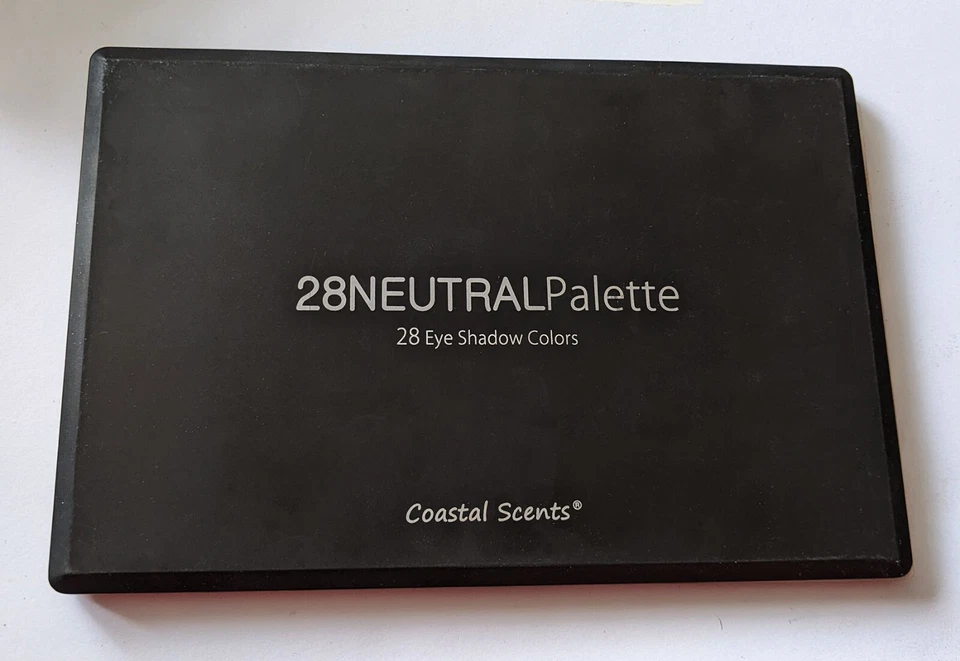 28NEUTRALPalette
28 Eye Shadow Colors
Coastal Scents®